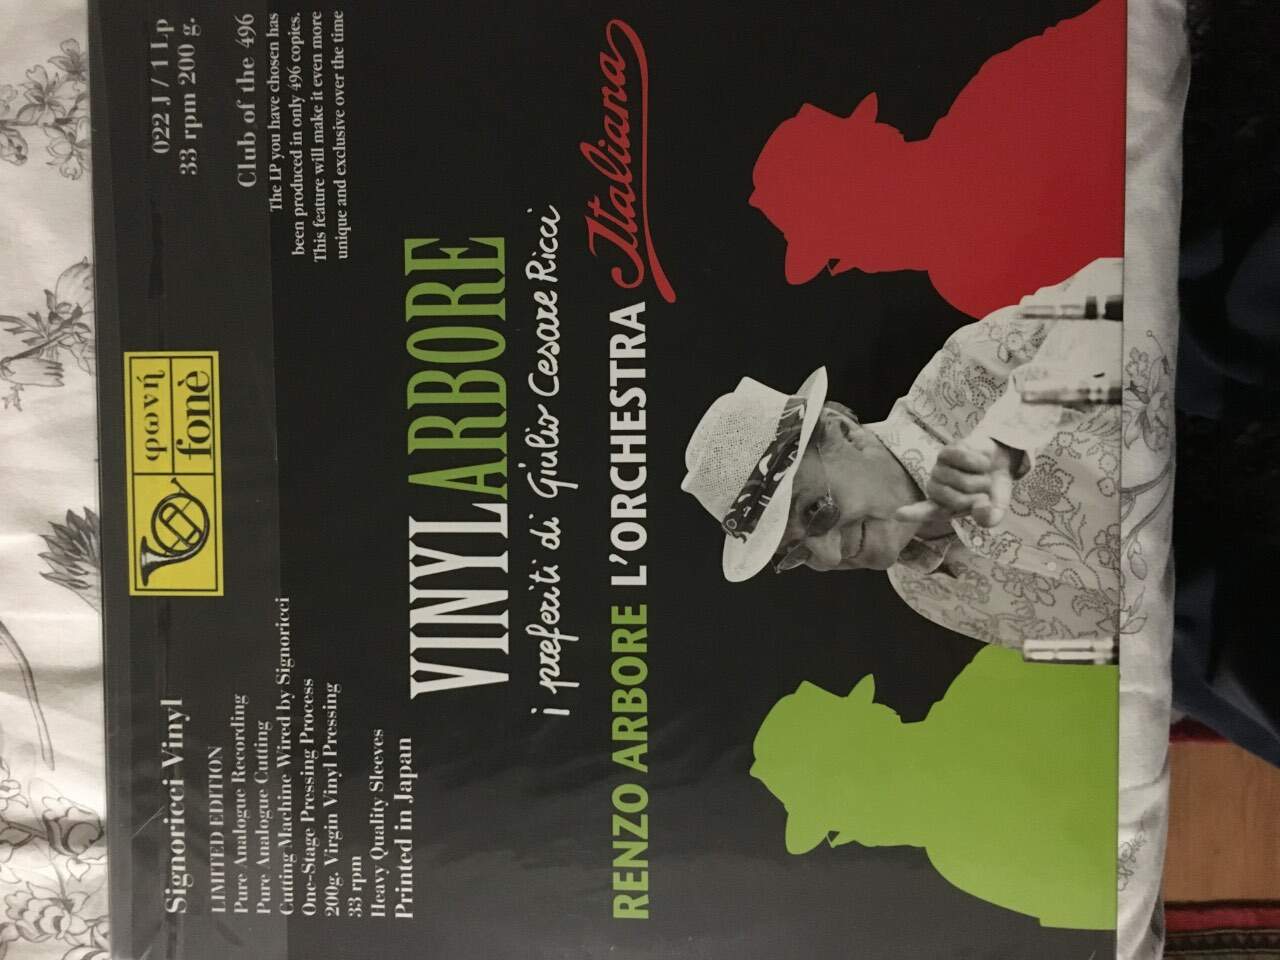 Signoricci Vinyl
LIMITED EDITION
Pure Analogue Recording
Pure Analogue Cutting
Cutting Machine Wired by Signoricci
One-Stage Pressing Process
200g. Virgin Vinyl Pressing
33 rpm
Heavy Quality Sleeves
Printed in Japan
φωνή
fonè
022 J / 1 Lp
33 rpm 200 g.
Club of the 496
The LP you have chosen has
been produced in only 496 copies.
This feature will make it even more
unique and exclusive over the time
VINYLARBORE
i preferiti di Giulio Cesare Ricci
RENZO ARBORE L'ORCHESTRA Italiana